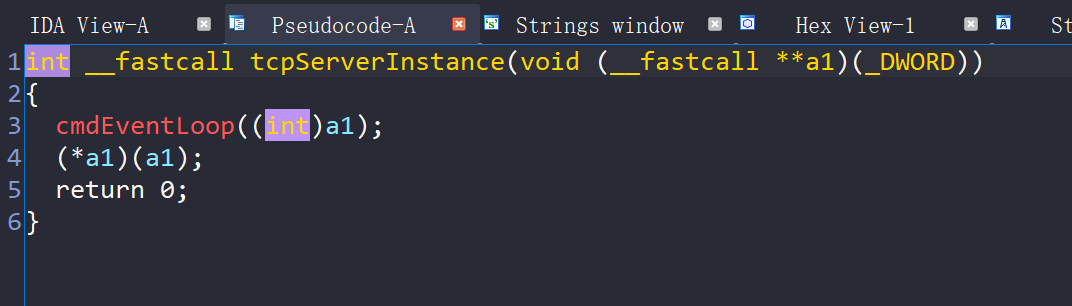 IDA View-A Pseudocode-A Strings window Hex View-1 St
1 int __fastcall tcpServerInstance(void (__fastcall **a1)(_DWORD))
2 {
3   cmdEventLoop((int)a1);
4   (*a1)(a1);
5   return 0;
6 }